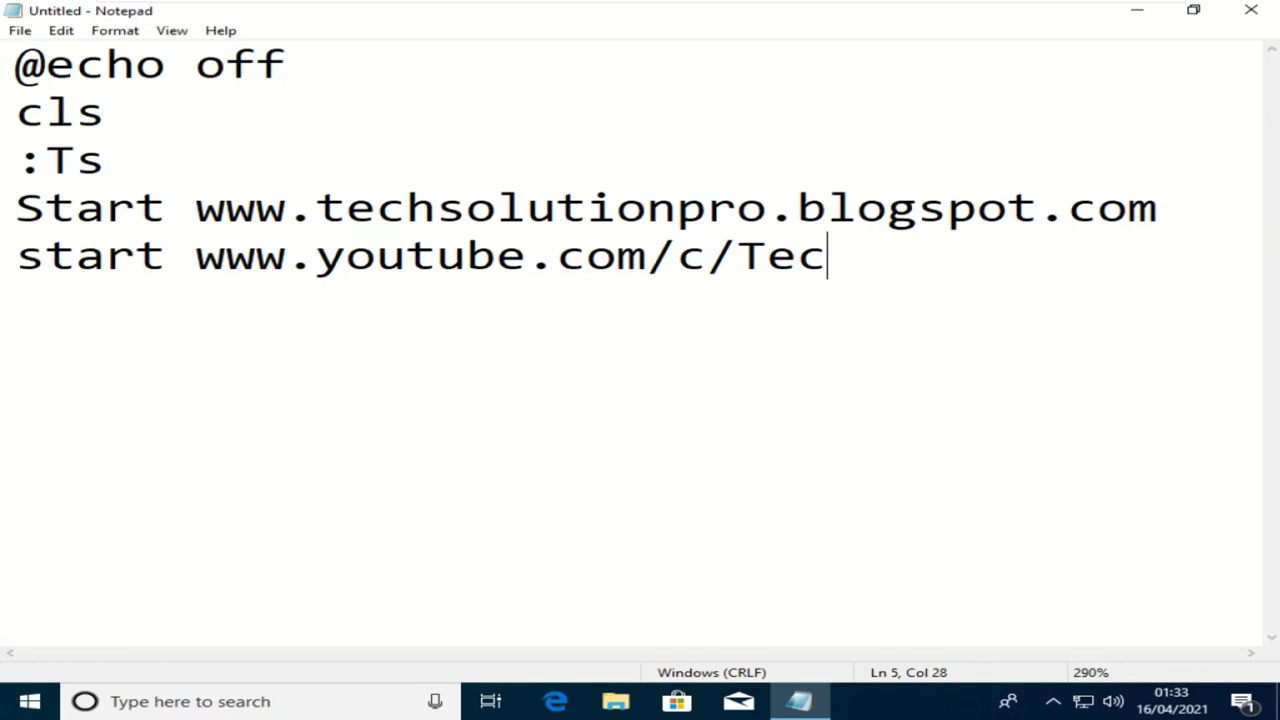 Untitled - Notepad
File Edit Format View Help
@echo off
cls
:Ts
Start www.techsolutionpro.blogspot.com
start www.youtube.com/c/Tec
Windows (CRLF) Ln 5, Col 28 290%
Type here to search
01:33
16/04/2021
1